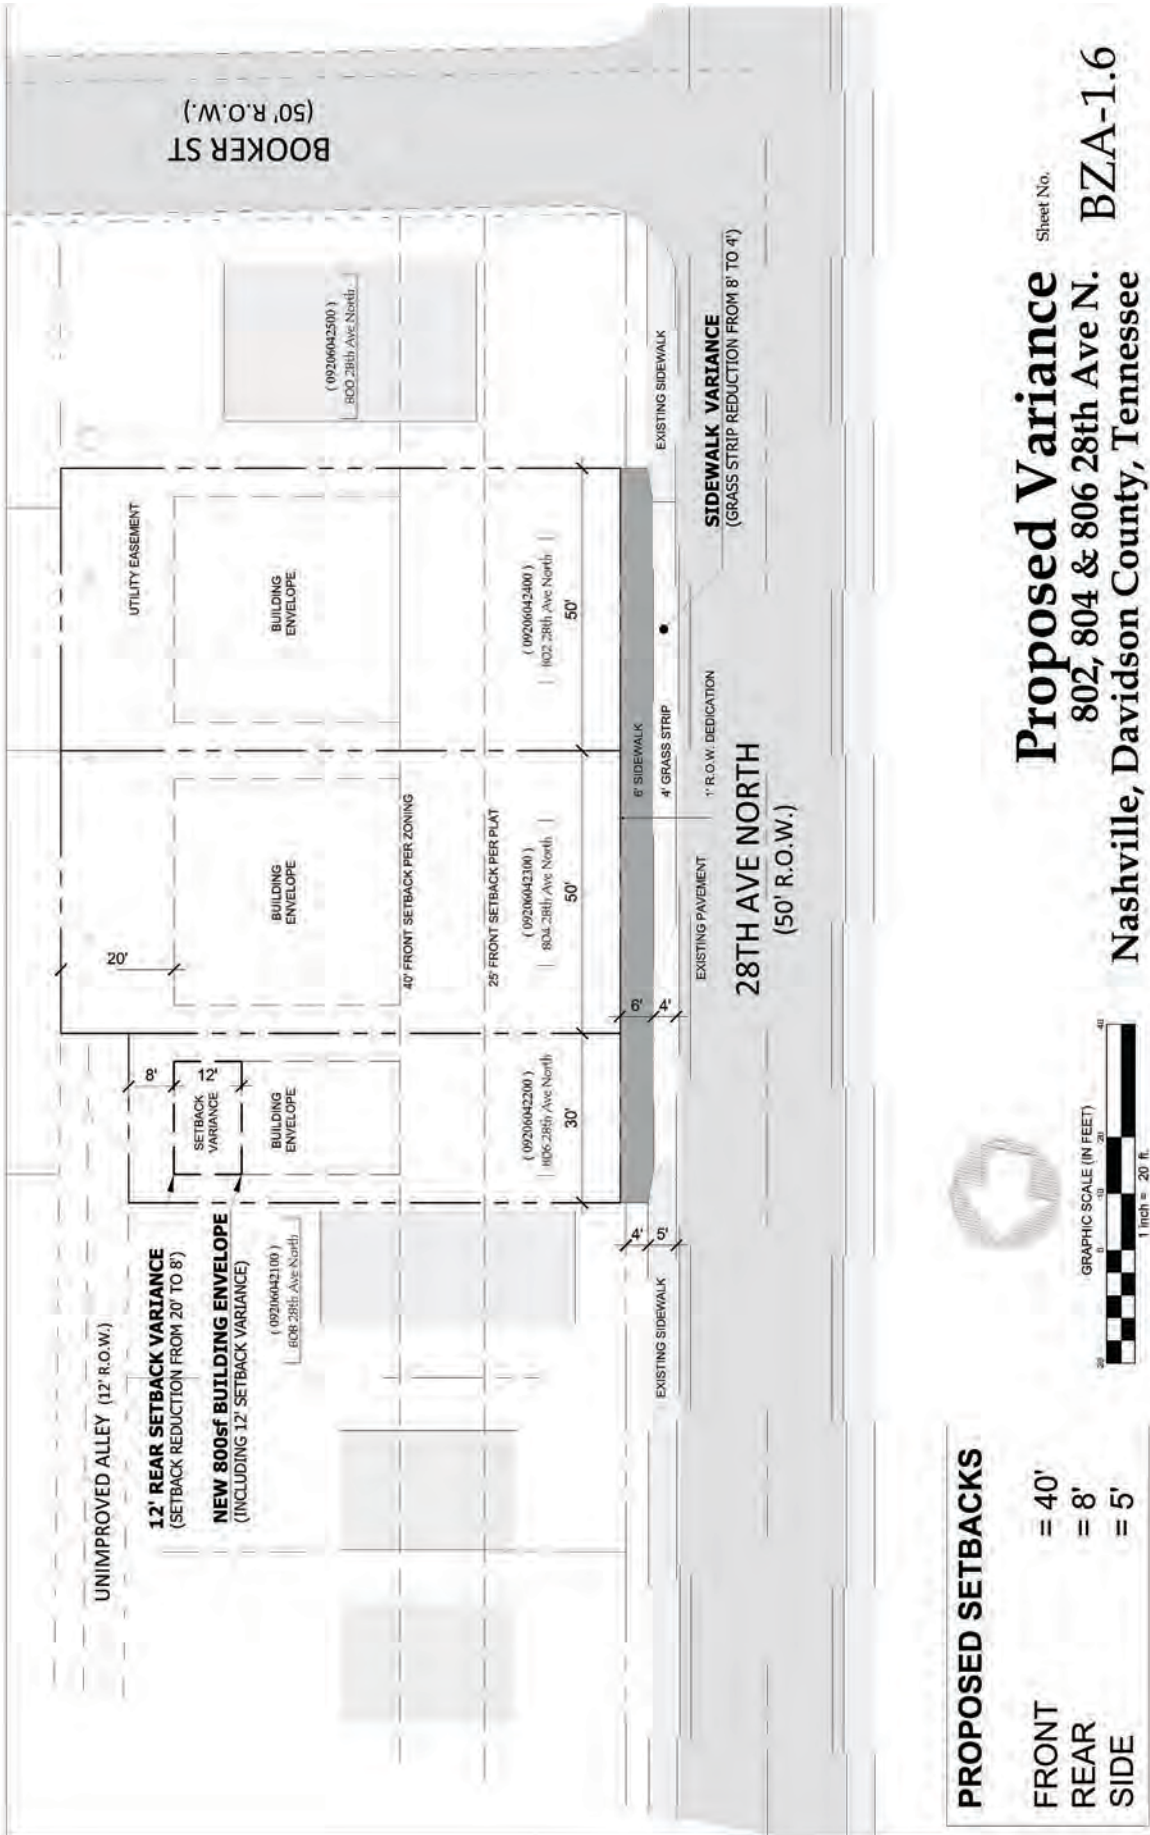 BOOKER ST
(50' R.O.W.)
UNIMPROVED ALLEY (12' R.O.W.)
12' REAR SETBACK VARIANCE
(SETBACK REDUCTION FROM 20' TO 8')
NEW 800sf BUILDING ENVELOPE
(INCLUDING 12' SETBACK VARIANCE)
( 09206042100 )
808 28th Ave North
8'
12'
SETBACK
VARIANCE
BUILDING
ENVELOPE
( 09206042200 )
806 28th Ave North
30'
20'
BUILDING
ENVELOPE
40' FRONT SETBACK PER ZONING
25' FRONT SETBACK PER PLAT
( 09206042300 )
804 28th Ave North
50'
UTILITY EASEMENT
BUILDING
ENVELOPE
( 09206042400 )
802 28th Ave North
50'
( 09206042500 )
800 28th Ave North
4'
5'
EXISTING SIDEWALK
6'
4'
6' SIDEWALK
4' GRASS STRIP
1' R.O.W. DEDICATION
EXISTING PAVEMENT
EXISTING SIDEWALK
SIDEWALK VARIANCE
(GRASS STRIP REDUCTION FROM 8' TO 4')
28TH AVE NORTH
(50' R.O.W.)
PROPOSED SETBACKS
FRONT = 40'
REAR = 8'
SIDE = 5'
GRAPHIC SCALE (IN FEET)
20 0 10 20 40
1 inch = 20 ft.
Proposed Variance
802, 804 & 806 28th Ave N.
Nashville, Davidson County, Tennessee
Sheet No.
BZA-1.6